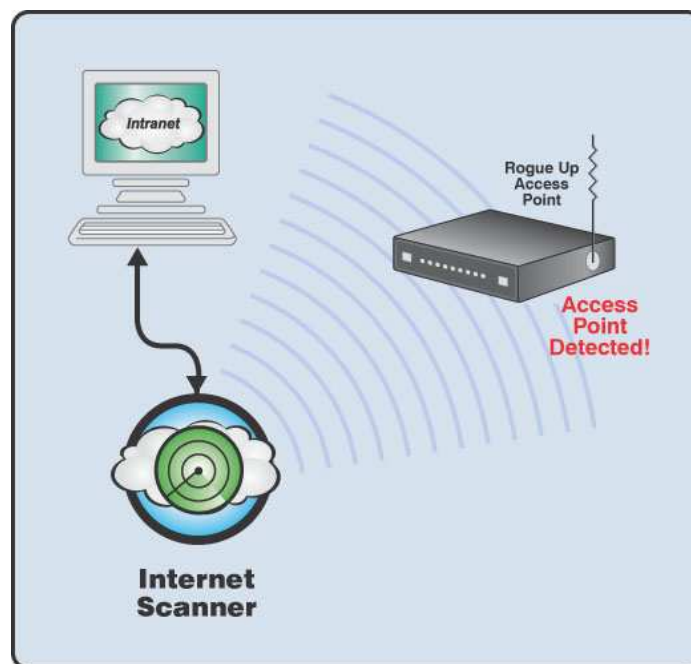 Intranet
Rogue Up
Access
Point
Access
Point
Detected!
Internet
Scanner